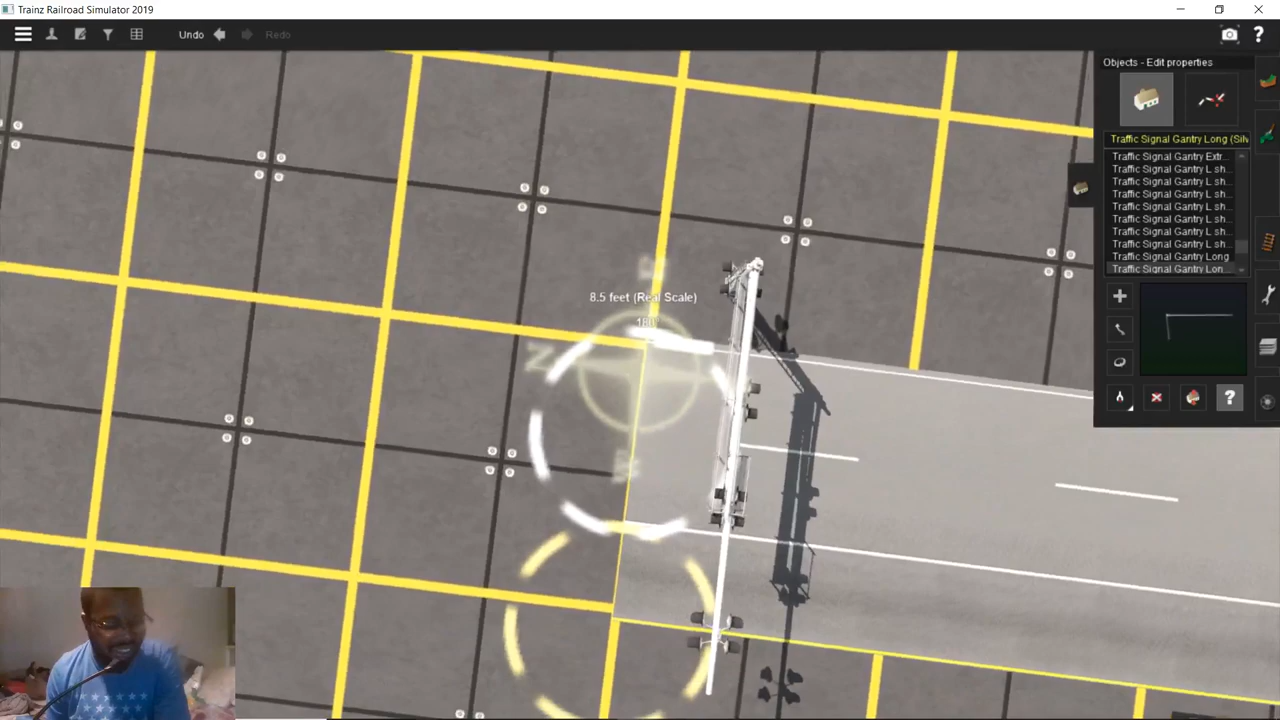 Trainz Railroad Simulator 2019
Undo
Redo
?
Objects - Edit properties
Traffic Signal Gantry Long (Silv
Traffic Signal Gantry Extr...
Traffic Signal Gantry L sh...
Traffic Signal Gantry L sh...
Traffic Signal Gantry L sh...
Traffic Signal Gantry L sh...
Traffic Signal Gantry L sh...
Traffic Signal Gantry L sh...
Traffic Signal Gantry L sh...
Traffic Signal Gantry Long
Traffic Signal Gantry Lon...
?
8.5 feet (Real Scale)
N